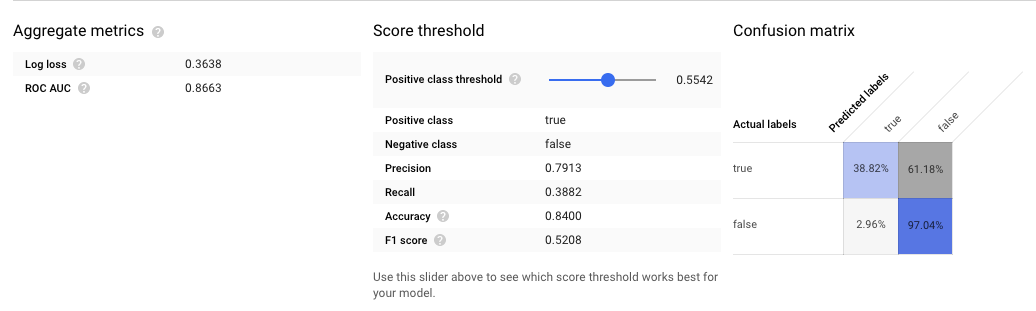 Aggregate metrics ?
Log loss ? 0.3638
ROC AUC ? 0.8663
Score threshold
Positive class threshold ? 0.5542
Positive class true
Negative class false
Precision 0.7913
Recall 0.3882
Accuracy ? 0.8400
F1 score ? 0.5208
Use this slider above to see which score threshold works best for
your model.
Confusion matrix
Predicted labels
Actual labels true false
true 38.82% 61.18%
false 2.96% 97.04%